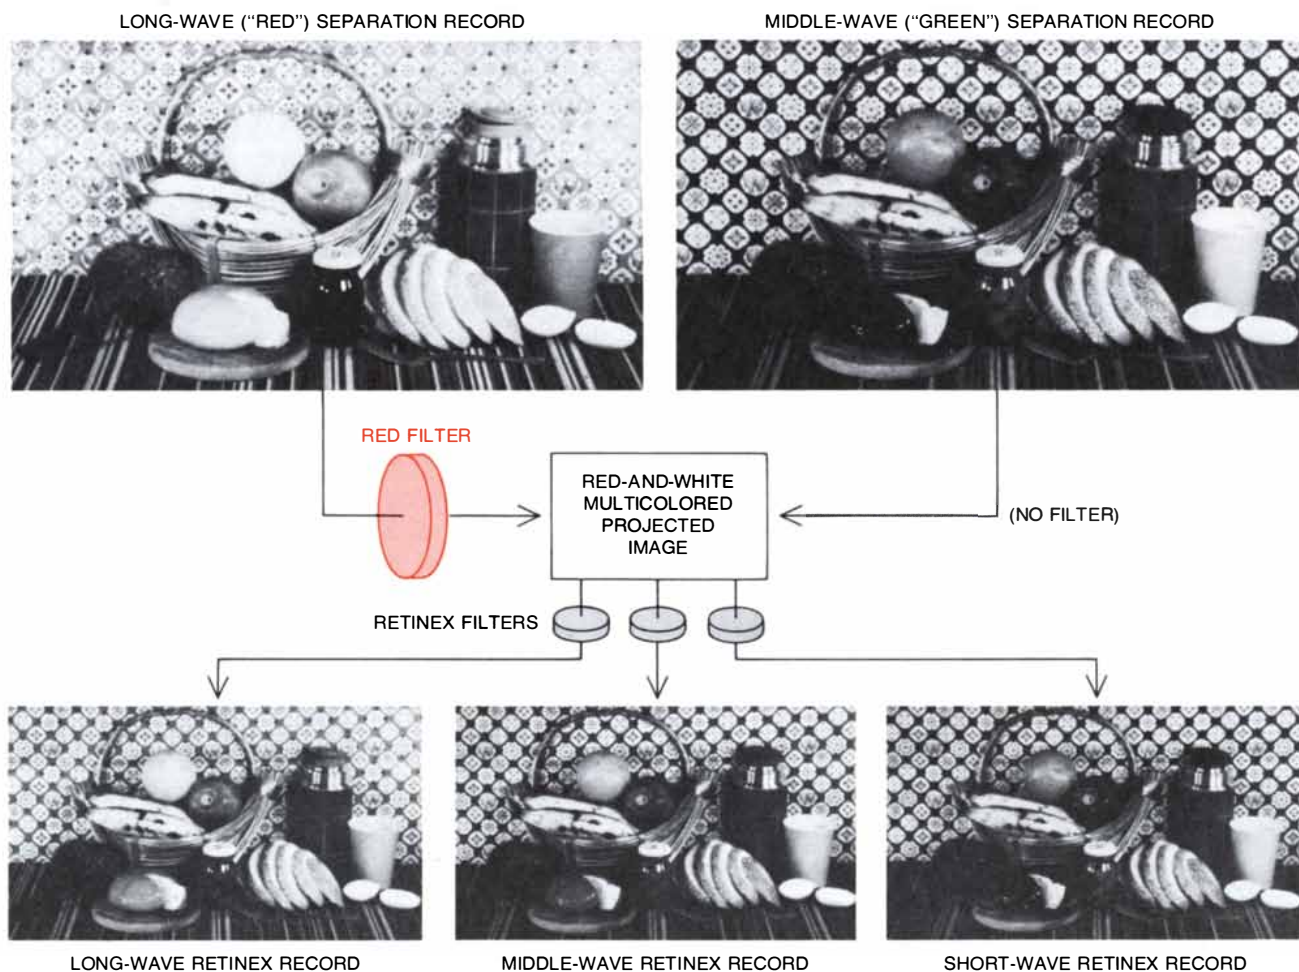 LONG-WAVE (“RED”) SEPARATION RECORD
MIDDLE-WAVE (“GREEN”) SEPARATION RECORD
RED FILTER
RED-AND-WHITE
MULTICOLORED
PROJECTED
IMAGE
(NO FILTER)
RETINEX FILTERS
LONG-WAVE RETINEX RECORD
MIDDLE-WAVE RETINEX RECORD
SHORT-WAVE RETINEX RECORD